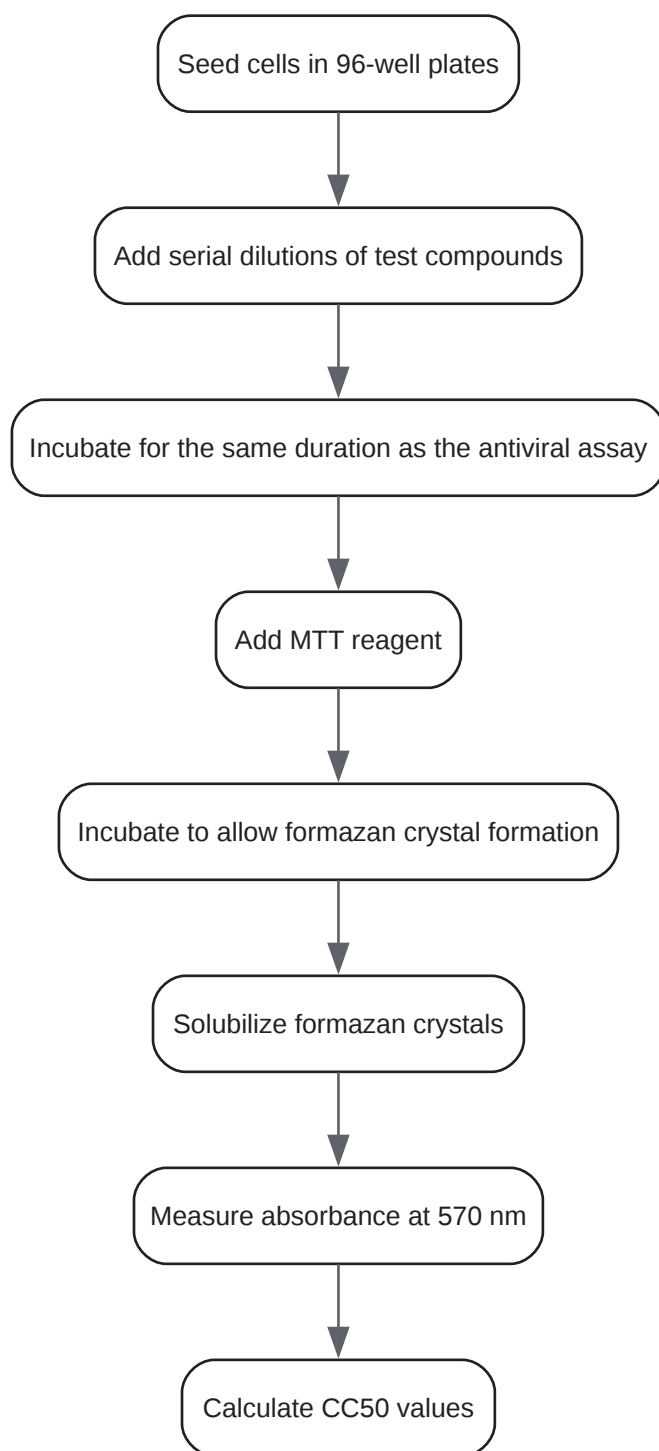 Seed cells in 96-well plates
Add serial dilutions of test compounds
Incubate for the same duration as the antiviral assay
Add MTT reagent
Incubate to allow formazan crystal formation
Solubilize formazan crystals
Measure absorbance at 570 nm
Calculate CC50 values